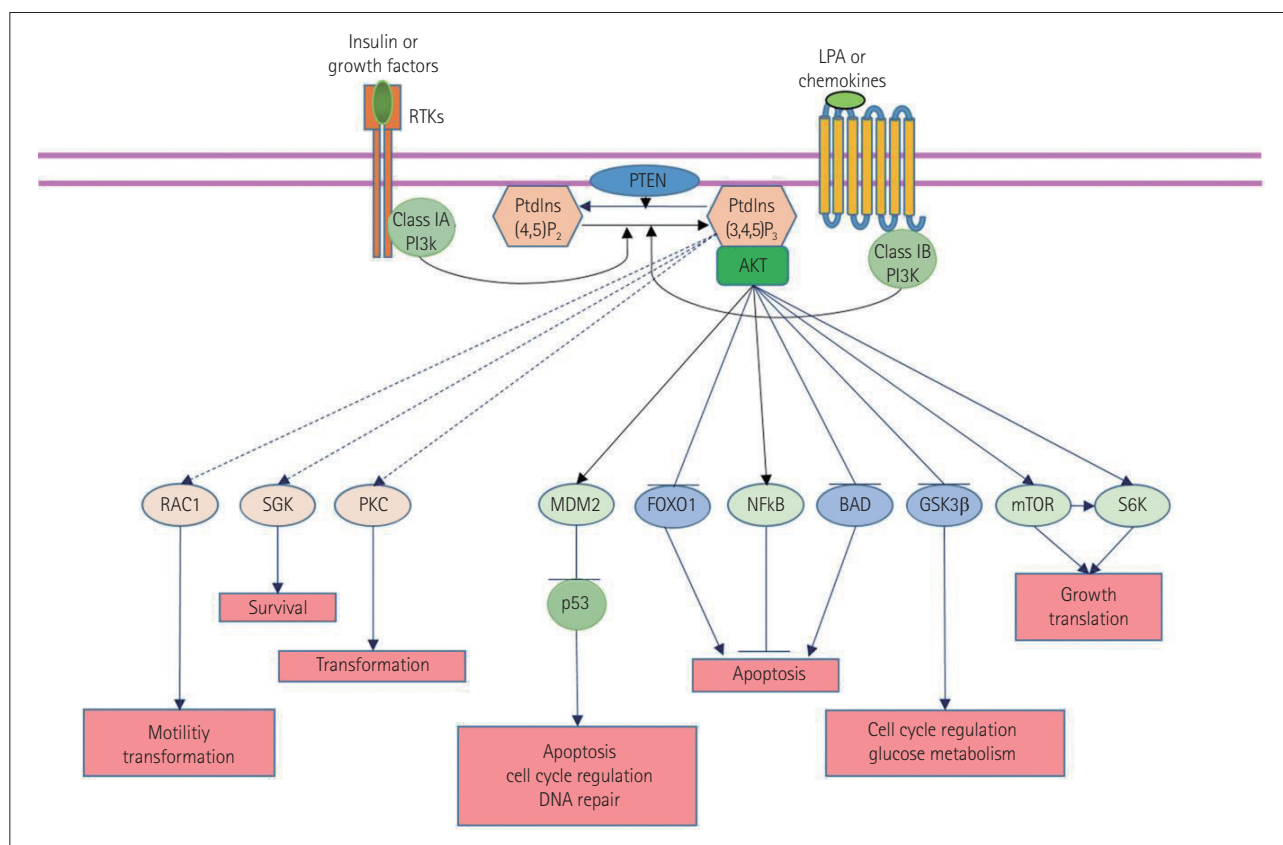 Insulin or
growth factors
RTKs
LPA or
chemokines
PTEN
PtdIns
(4,5)P₂
PtdIns
(3,4,5)P₃
Class IA
PI3k
AKT
Class IB
PI3K
RAC1
SGK
PKC
MDM2
FOXO1
NFkB
BAD
GSK3β
mTOR
S6K
Survival
p53
Growth
translation
Transformation
Apoptosis
Motilitiy
transformation
Apoptosis
cell cycle regulation
DNA repair
Cell cycle regulation
glucose metabolism